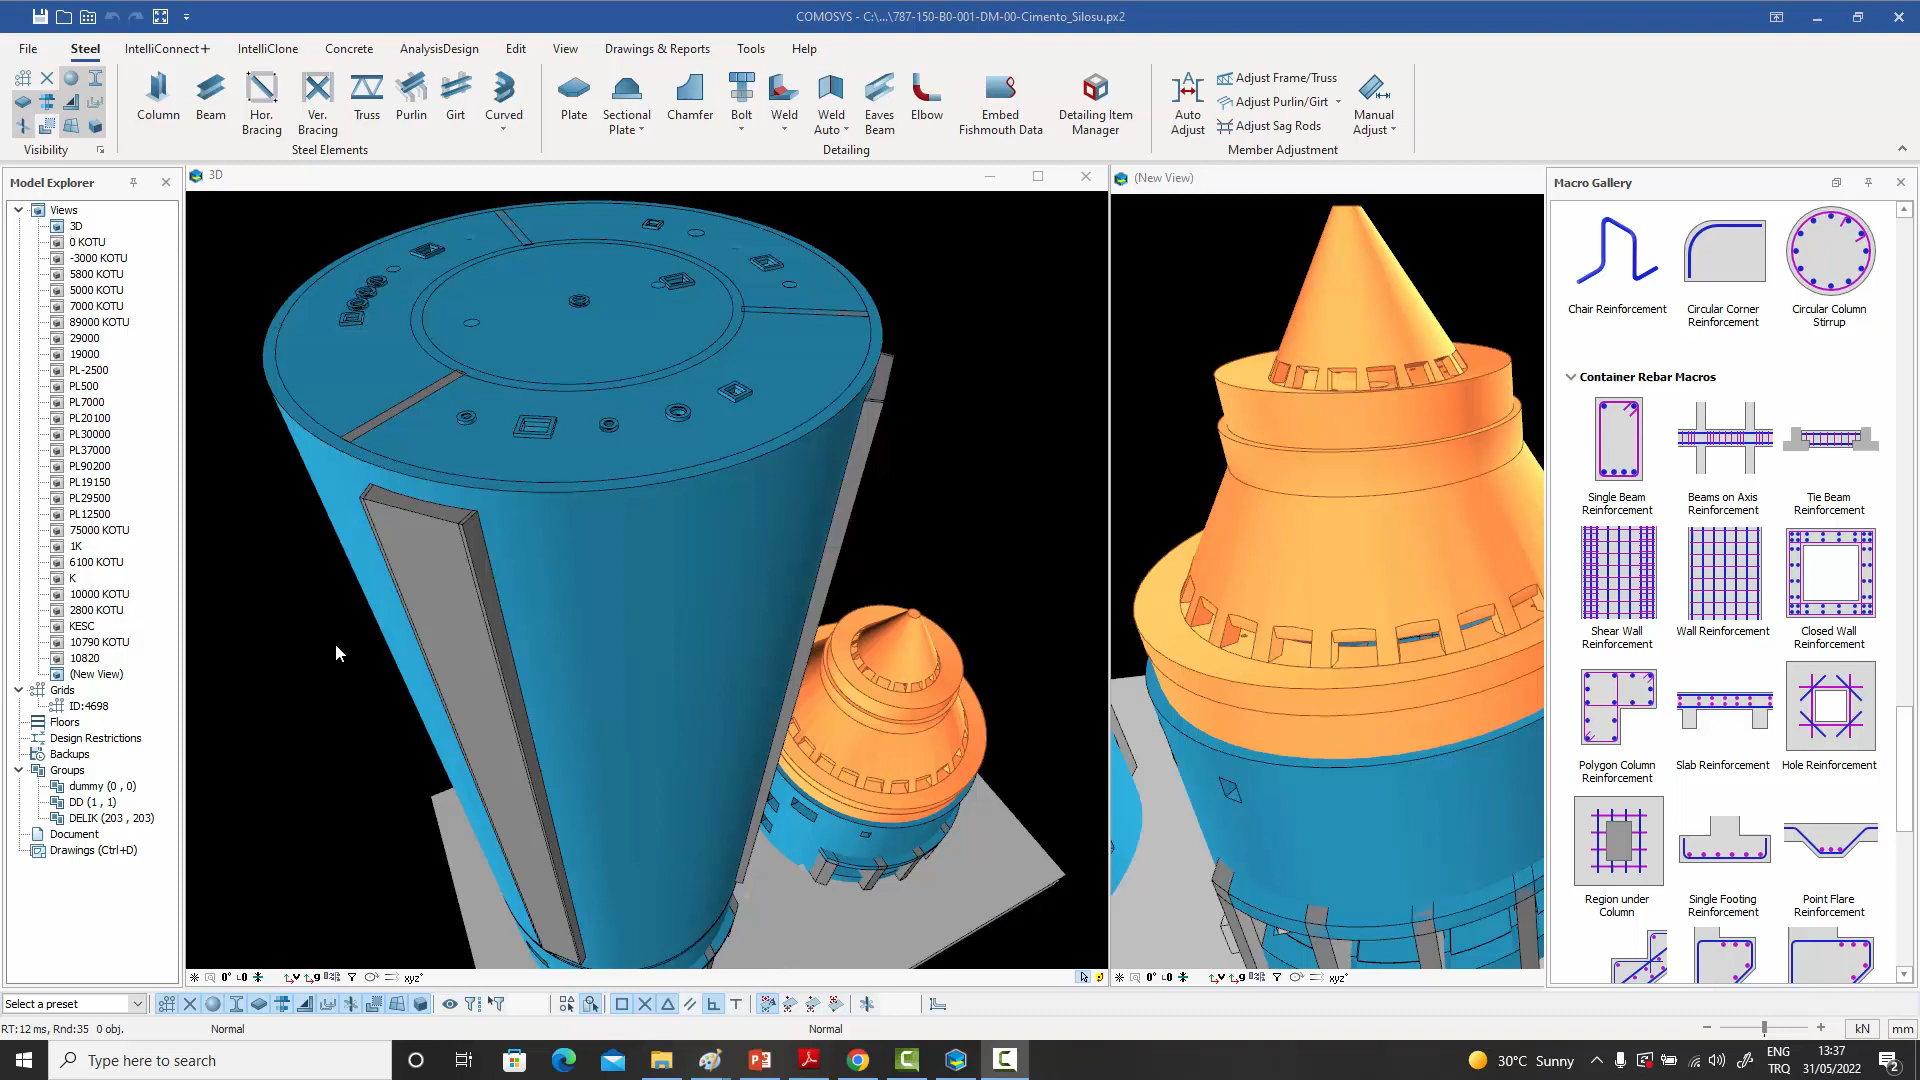 COMOSYS - C:\...\787-150-B0-001-DM-00-Cimento_Silosu.px2
File Steel IntelliConnect+ IntelliClone Concrete AnalysisDesign Edit View Drawings & Reports Tools Help
Column
Beam
Hor. Bracing
Ver. Bracing
Truss
Purlin
Girt
Curved
Plate
Sectional Plate
Chamfer
Bolt
Weld
Weld Auto
Eaves Beam
Elbow
Embed Fishmouth Data
Detailing Item Manager
Auto Adjust
Adjust Frame/Truss
Adjust Purlin/Girt
Adjust Sag Rods
Manual Adjust
Visibility
Steel Elements
Detailing
Member Adjustment
Model Explorer
Views
3D
0 KOTU
-3000 KOTU
5800 KOTU
5000 KOTU
7000 KOTU
89000 KOTU
29000
19000
PL-2500
PL500
PL7000
PL20100
PL30000
PL37000
PL90200
PL19150
PL29500
PL12500
75000 KOTU
1K
6100 KOTU
K
10000 KOTU
2800 KOTU
KESC
10790 KOTU
10820
(New View)
Grids
ID:4698
Floors
Design Restrictions
Backups
Groups
dummy (0 , 0)
DD (1 , 1)
DELIK (203 , 203)
Document
Drawings (Ctrl+D)
3D
(New View)
Macro Gallery
Chair Reinforcement
Circular Corner Reinforcement
Circular Column Stirrup
Container Rebar Macros
Single Beam Reinforcement
Beams on Axis Reinforcement
Tie Beam Reinforcement
Shear Wall Reinforcement
Wall Reinforcement
Closed Wall Reinforcement
Polygon Column Reinforcement
Slab Reinforcement
Hole Reinforcement
Region under Column
Single Footing Reinforcement
Point Flare Reinforcement
xyz°
xyz°
Select a preset
RT:12 ms, Rnd:35 0 obj.
Normal
Normal
kN
mm
Type here to search
30°C Sunny
ENG
TRQ
13:37
31/05/2022
2